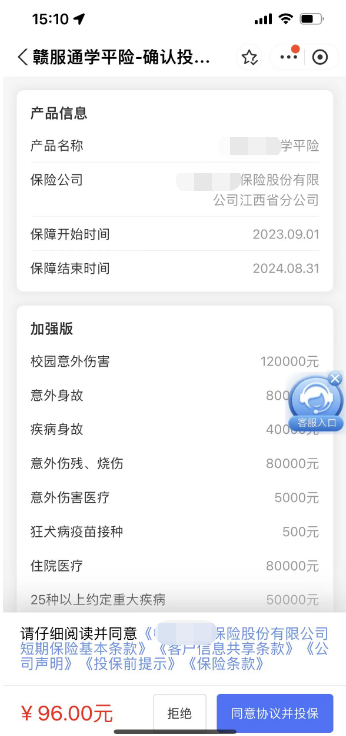 15:10
赣服通学平险-确认投...
产品信息
产品名称 学平险
保险公司 保险股份有限
公司江西省分公司
保障开始时间 2023.09.01
保障结束时间 2024.08.31
加强版
校园意外伤害 120000元
意外身故 800
疾病身故 400
客服入口
意外伤残、烧伤 80000元
意外伤害医疗 5000元
狂犬病疫苗接种 500元
住院医疗 80000元
25种以上约定重大疾病 50000元
请仔细阅读并同意《 保险股份有限公司
短期保险基本条款》《客户信息共享条款》《公
司声明》《投保前提示》《保险条款》
¥ 96.00元 拒绝 同意协议并投保